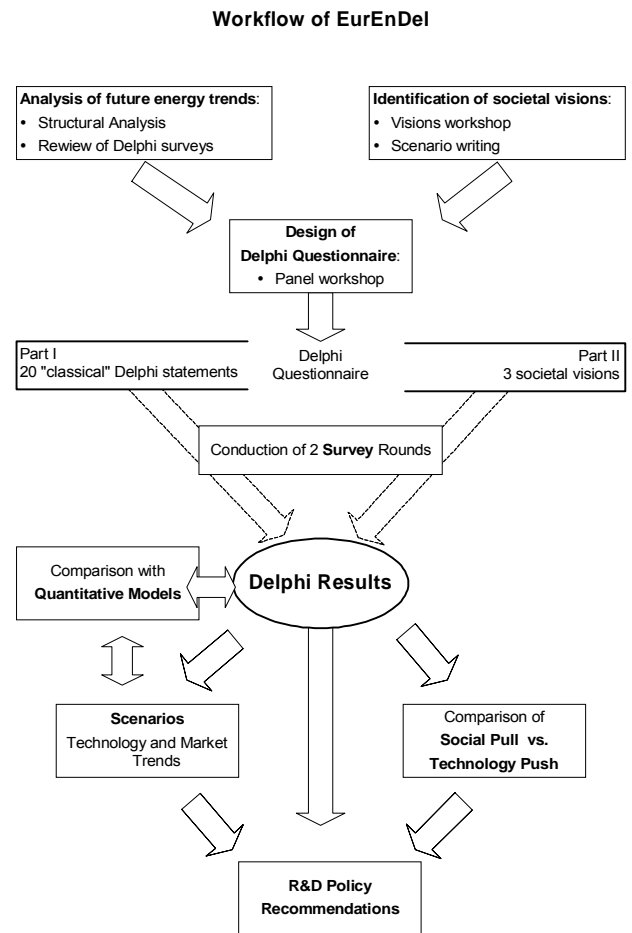 Workflow of EurEnDel
Analysis of future energy trends:
• Structural Analysis
• Rewiew of Delphi surveys
Identification of societal visions:
• Visions workshop
• Scenario writing
Design of
Delphi Questionnaire:
• Panel workshop
Part I
20 "classical" Delphi statements
Delphi
Questionnaire
Part II
3 societal visions
Conduction of 2 Survey Rounds
Comparison with
Quantitative Models
Delphi Results
Scenarios
Technology and Market
Trends
Comparison of
Social Pull vs.
Technology Push
R&D Policy
Recommendations